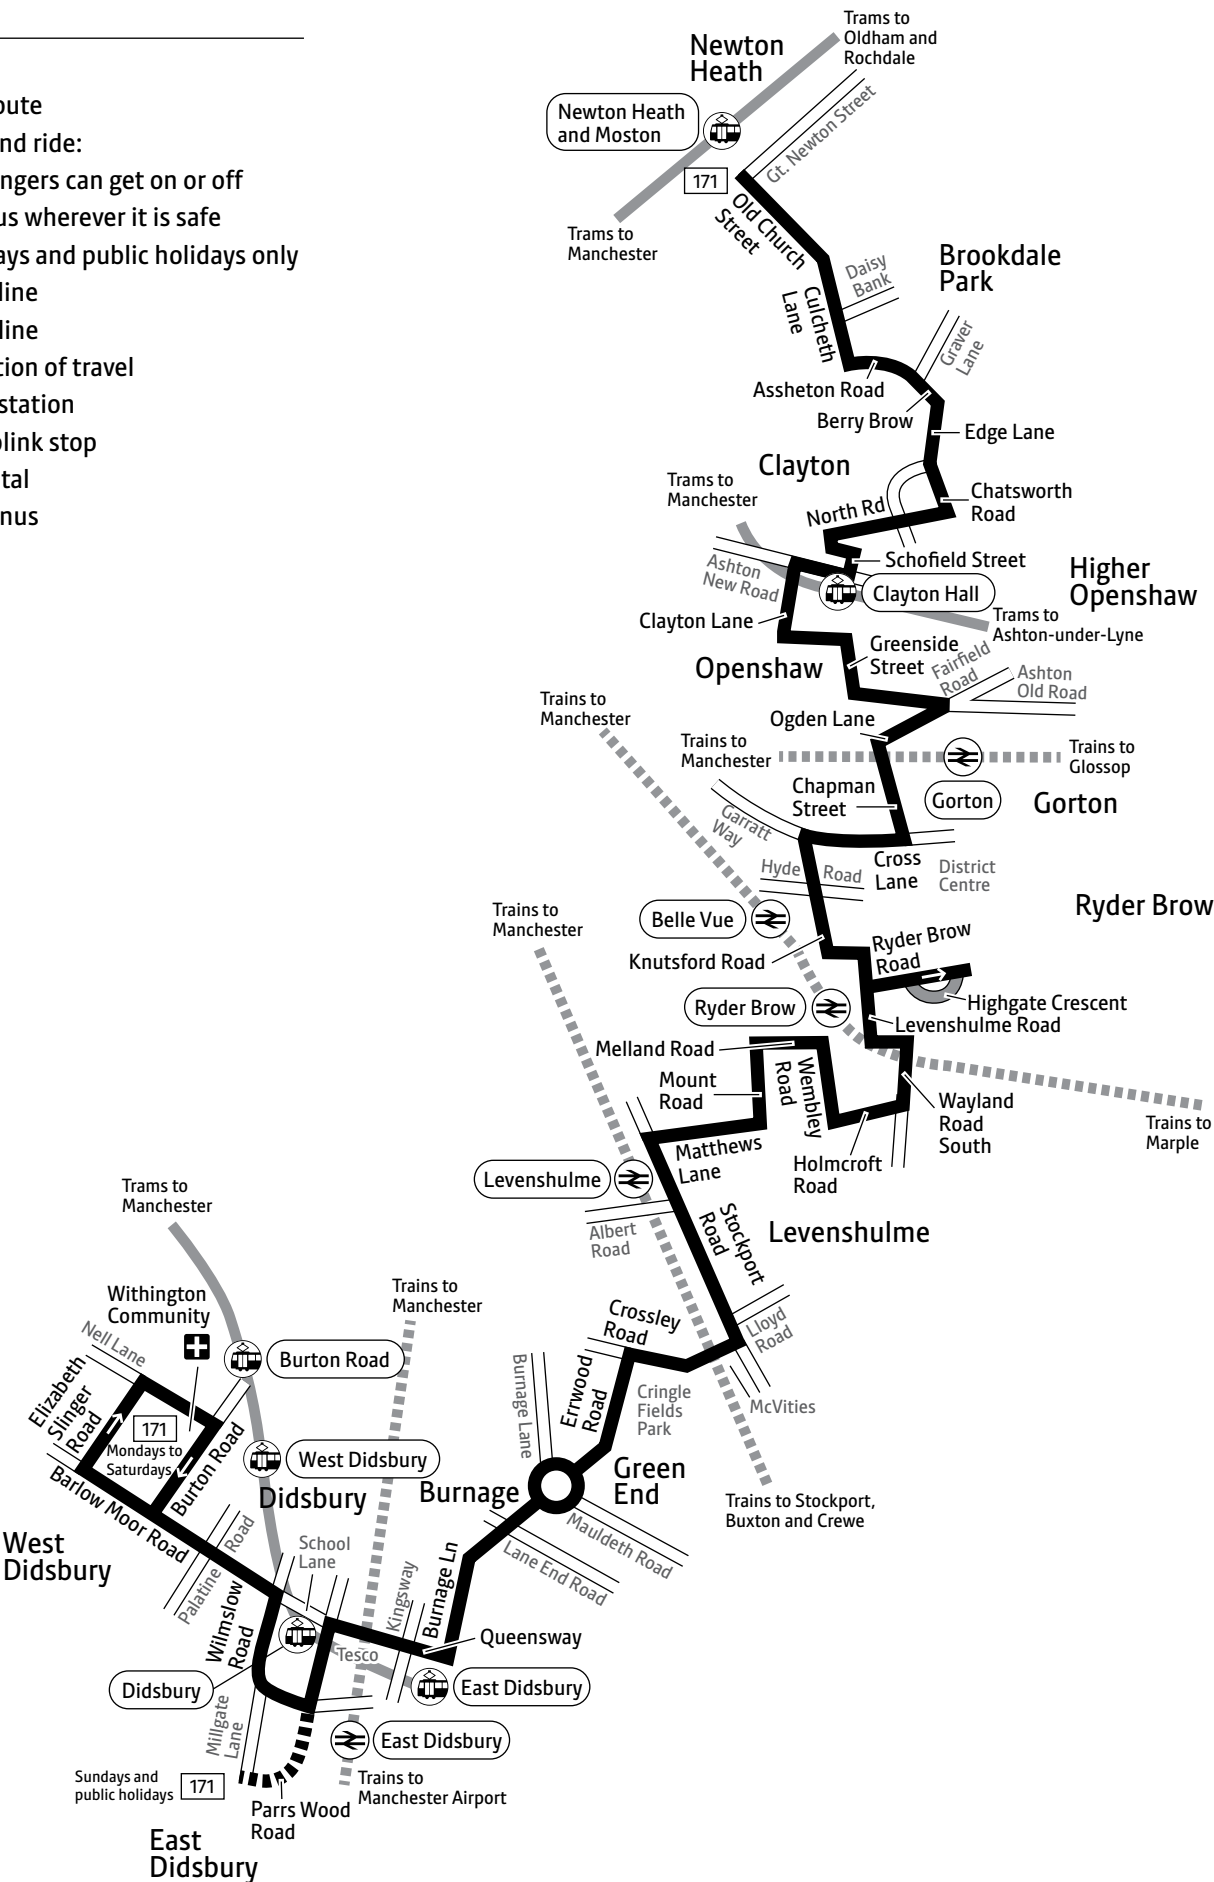 oute
nd ride:
ngers can get on or off
us wherever it is safe
ays and public holidays only
line
line
tion of travel
station
olink stop
tal
nus
Trams to
Oldham and
Rochdale
Newton
Heath
Newton Heath
and Moston
Gt. Newton Street
171
Old Church
Street
Trams to
Manchester
Daisy
Bank
Brookdale
Park
Culcheth
Lane
Graver
Lane
Assheton Road
Berry Brow
Edge Lane
Clayton
Trams to
Manchester
Chatsworth
Road
North Rd
Schofield Street
Ashton
New Road
Higher
Openshaw
Clayton Hall
Clayton Lane
Trams to
Ashton-under-Lyne
Greenside
Street
Openshaw
Fairfield
Road
Ashton
Old Road
Trains to
Manchester
Ogden Lane
Trains to
Manchester
Trains to
Glossop
Chapman
Street
Gorton
Gorton
Garratt
Way
Cross
Lane
Hyde Road
District
Centre
Ryder Brow
Trains to
Manchester
Belle Vue
Ryder Brow
Road
Knutsford Road
Ryder Brow
Highgate Crescent
Levenshulme Road
Melland Road
Mount
Road
Wembley
Road
Wayland
Road
South
Trains to
Marple
Matthews
Lane
Holmcroft
Road
Levenshulme
Trams to
Manchester
Albert
Road
Stockport
Road
Levenshulme
Withington
Community
Trains to
Manchester
Crossley
Road
Lloyd
Road
Nell Lane
Burton Road
Burnage Lane
Errwood
Road
Cringle
Fields
Park
McVities
Elizabeth
Slinger
Road
171
Mondays to
Saturdays
Burton Road
West Didsbury
Didsbury
Burnage
Green
End
Barlow Moor Road
Trains to Stockport,
Buxton and Crewe
West
Didsbury
Palatine Road
School
Lane
Mauldeth Road
Lane End Road
Kingsway
Burnage Ln
Wilmslow
Road
Queensway
Tesco
Didsbury
East Didsbury
Millgate
Lane
East Didsbury
Sundays and
public holidays
171
Trains to
Manchester Airport
Parrs Wood
Road
East
Didsbury